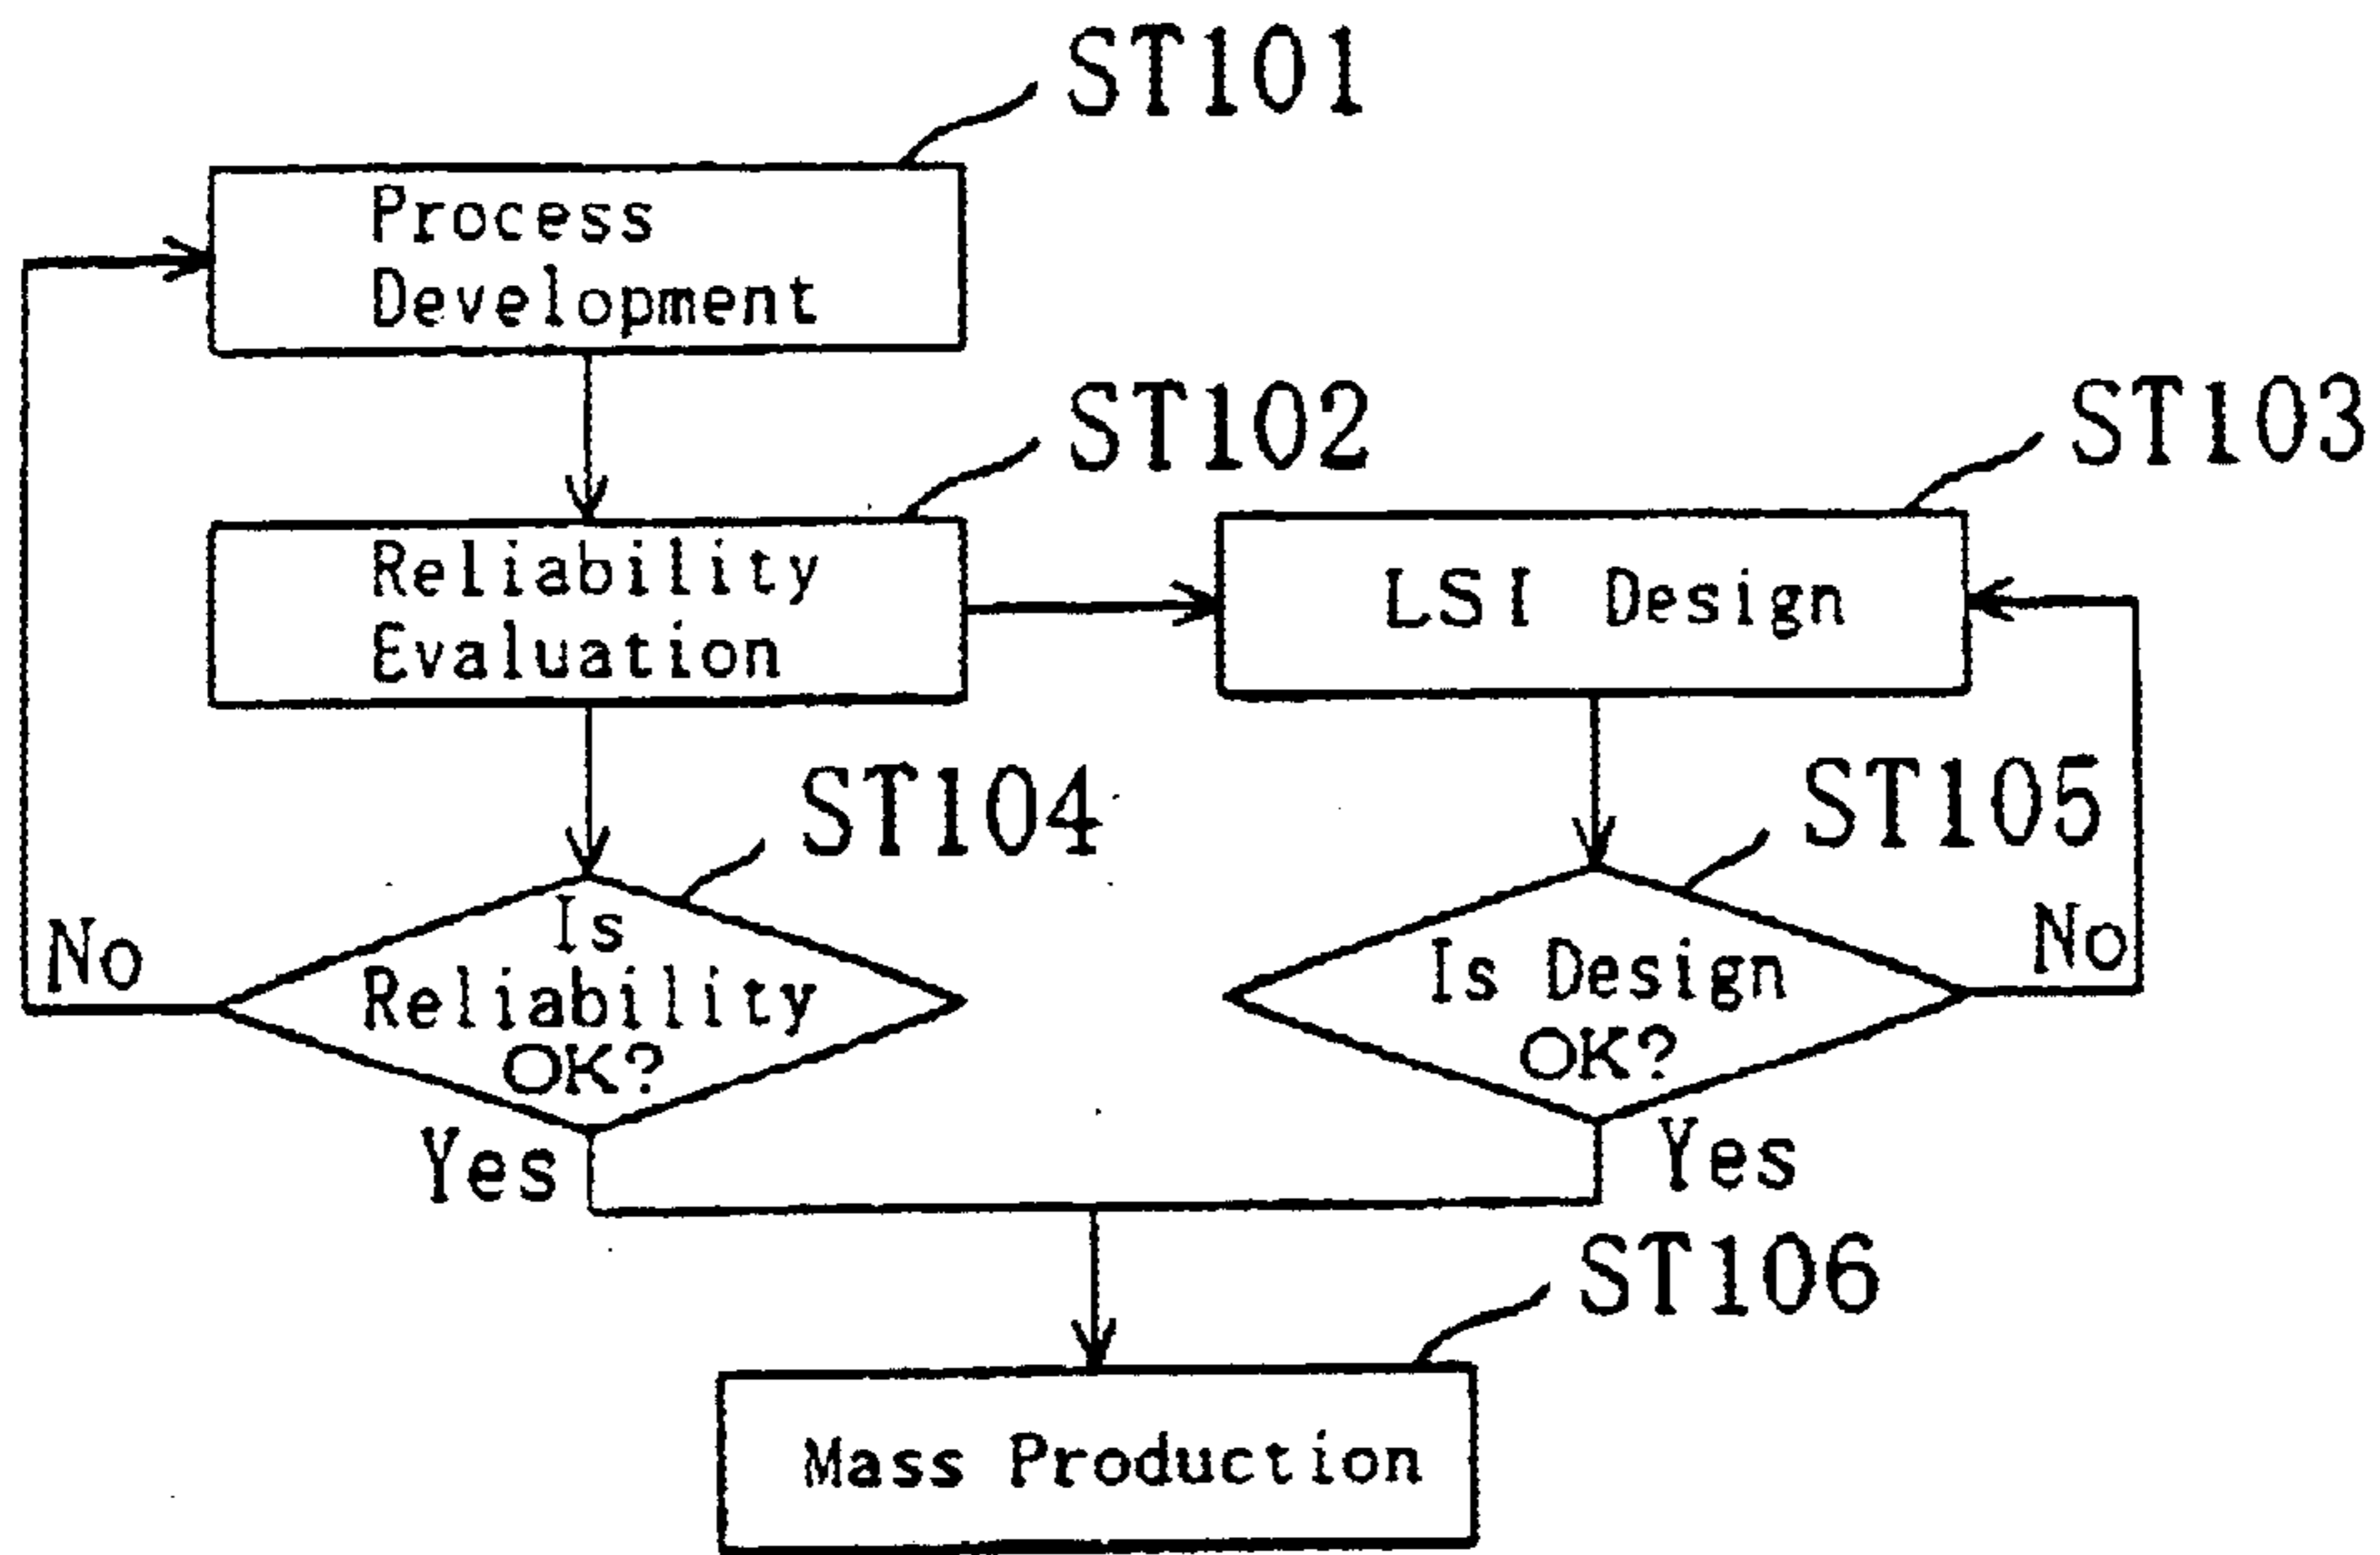 ST101
Process
Development
ST102
ST103
Reliability
Evaluation
LSI Design
ST104
ST105
No
Is
Reliability
OK?
Is Design
OK?
No
Yes
Yes
ST106
Mass Production